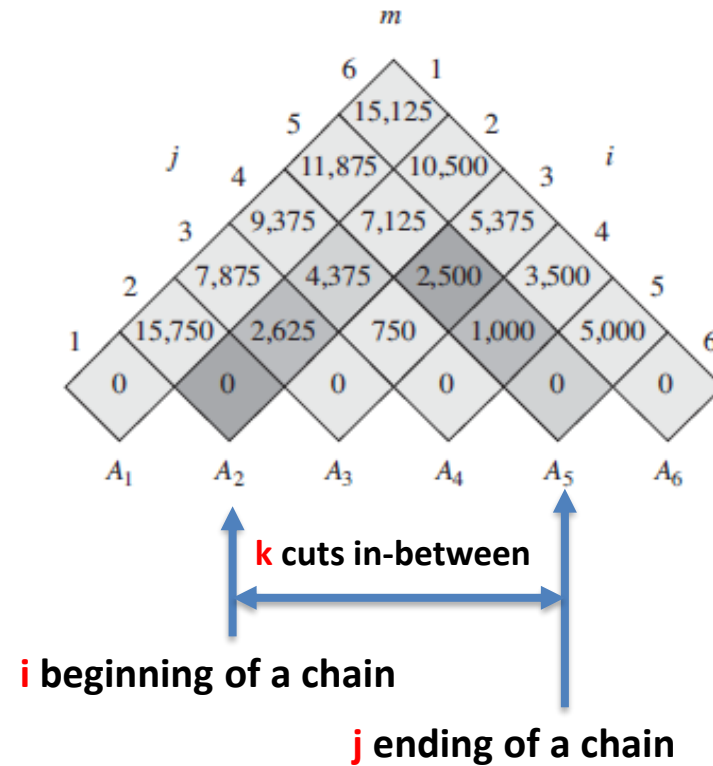 m
6 1
15,125
5 2
11,875 10,500
j i
4 3
9,375 7,125 5,375
3 4
7,875 4,375 2,500 3,500
2 5
15,750 2,625 750 1,000 5,000
1 6
0 0 0 0 0 0
A1 A2 A3 A4 A5 A6
k cuts in-between
i beginning of a chain
j ending of a chain